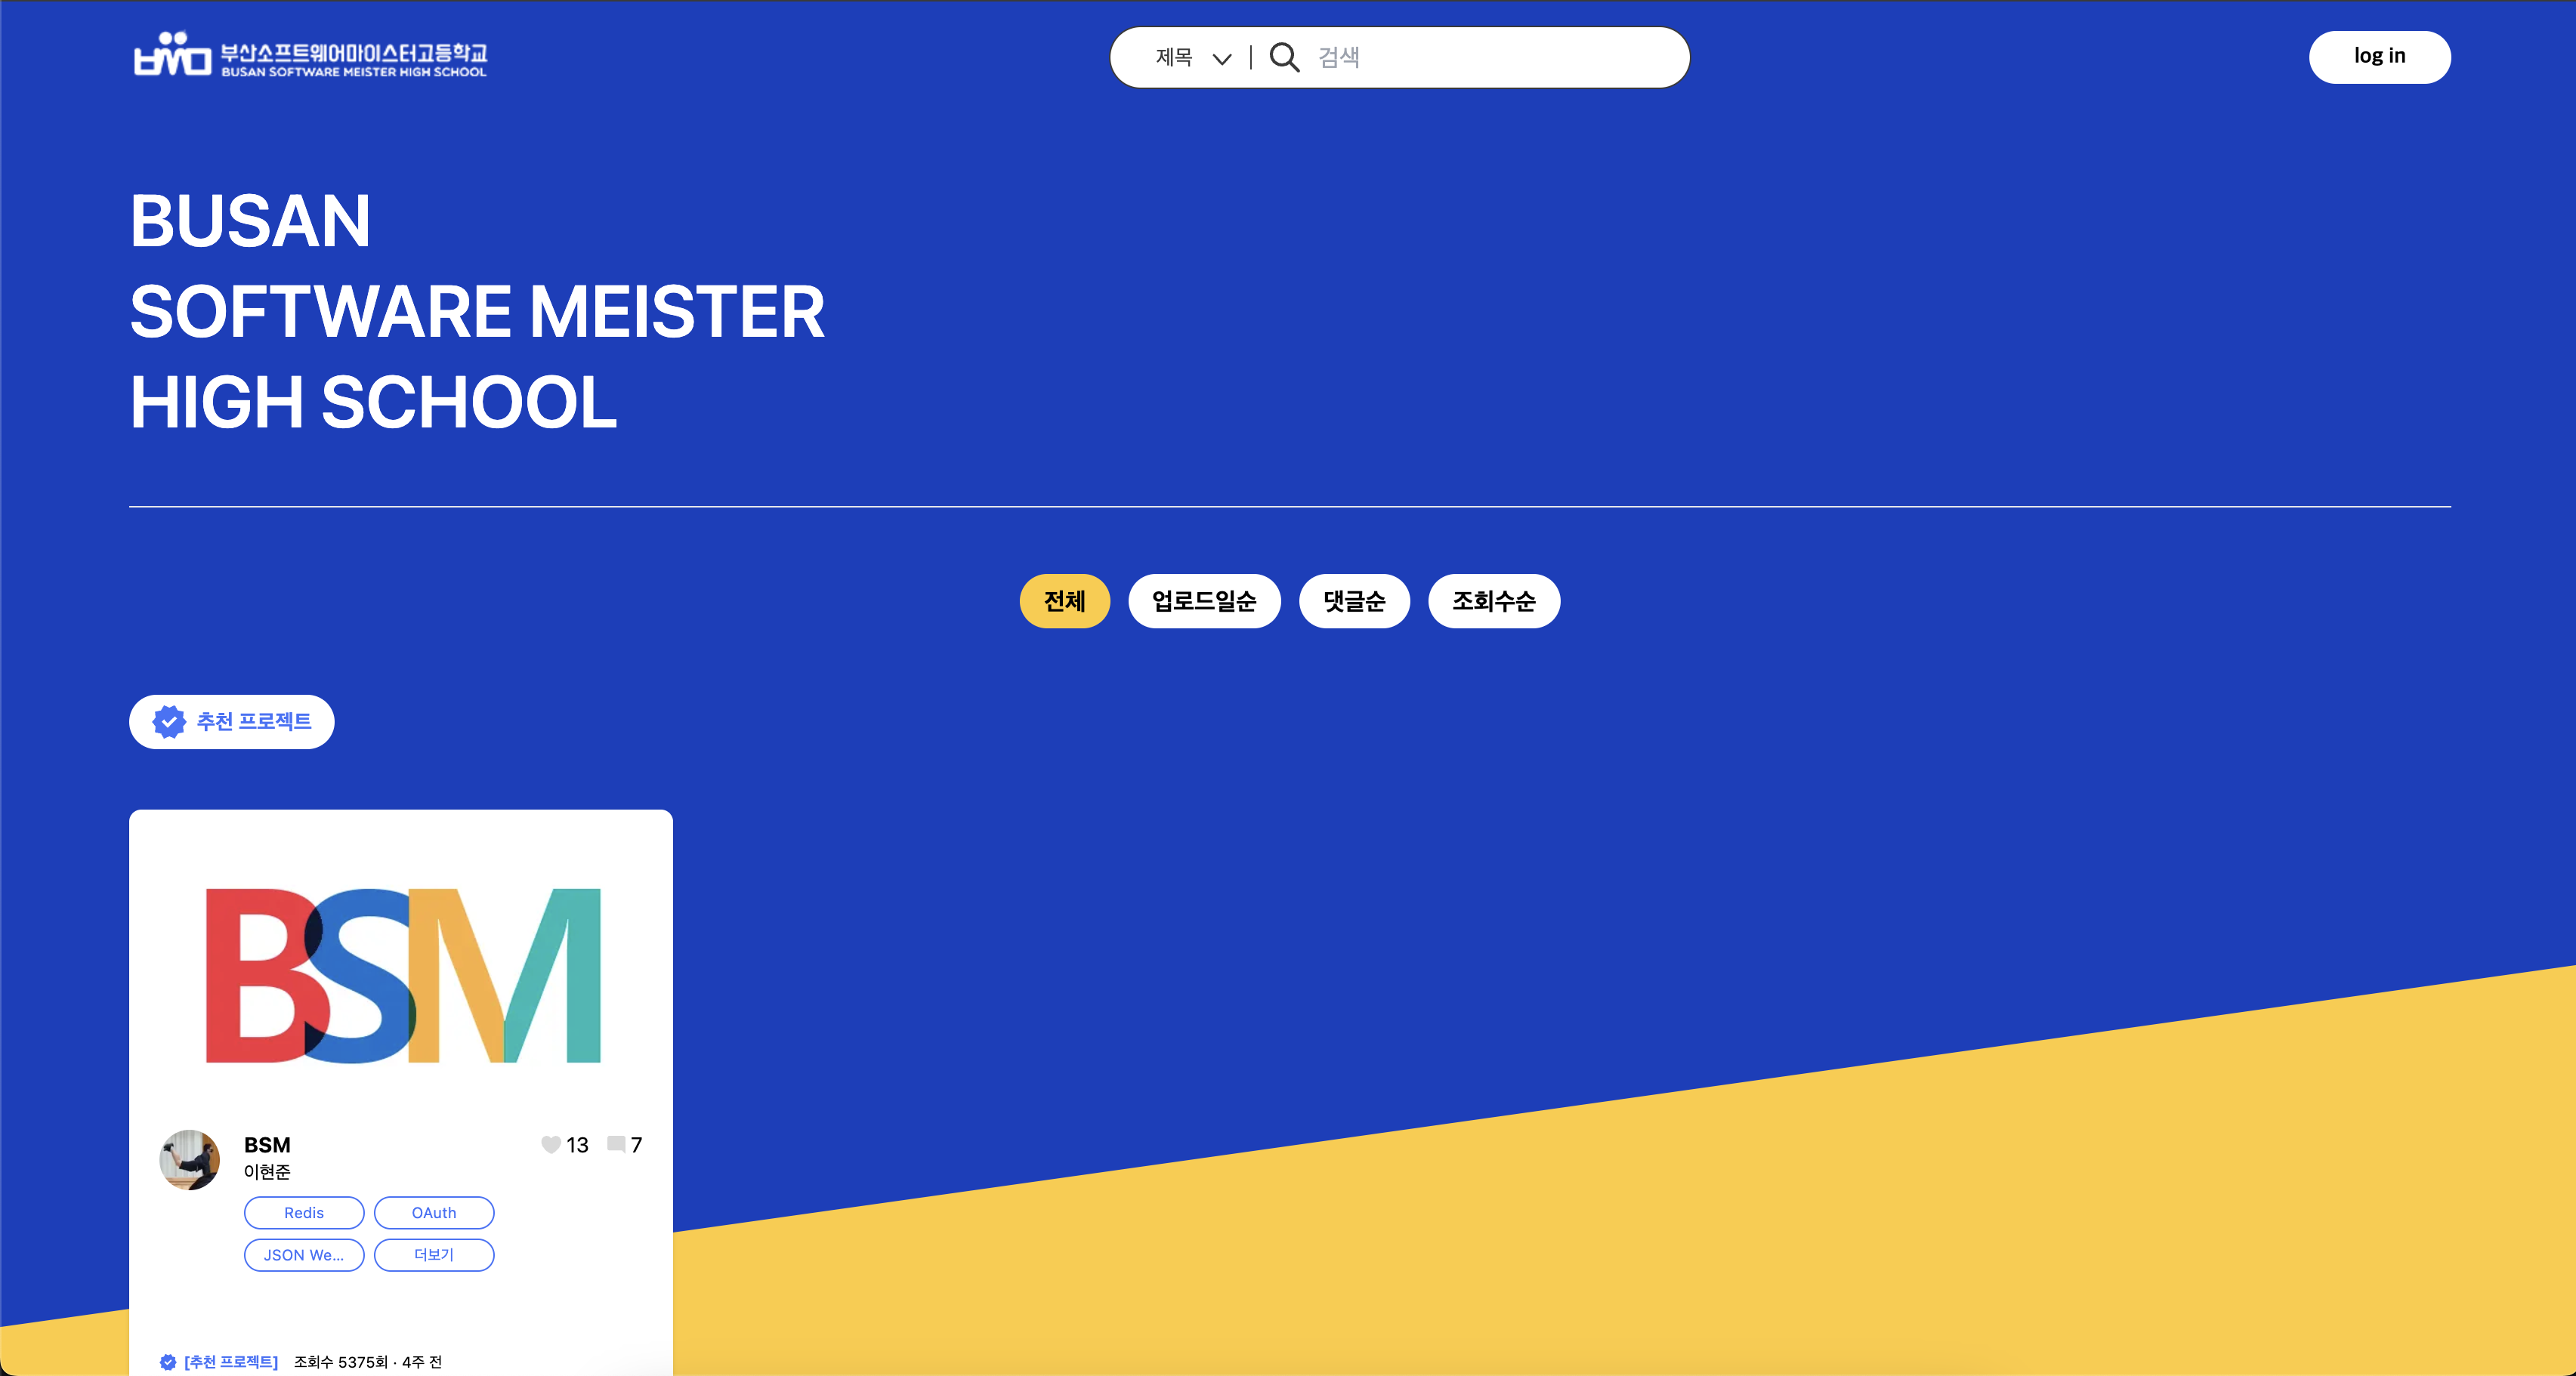 부산소프트웨어마이스터고등학교
BUSAN SOFTWARE MEISTER HIGH SCHOOL
제목
검색
log in
BUSAN
SOFTWARE MEISTER
HIGH SCHOOL
전체
업로드일순
댓글순
조회수순
추천 프로젝트
BSM
BSM
13
7
이현준
Redis
OAuth
JSON We...
더보기
[추천 프로젝트] 조회수 5375회 · 4주 전